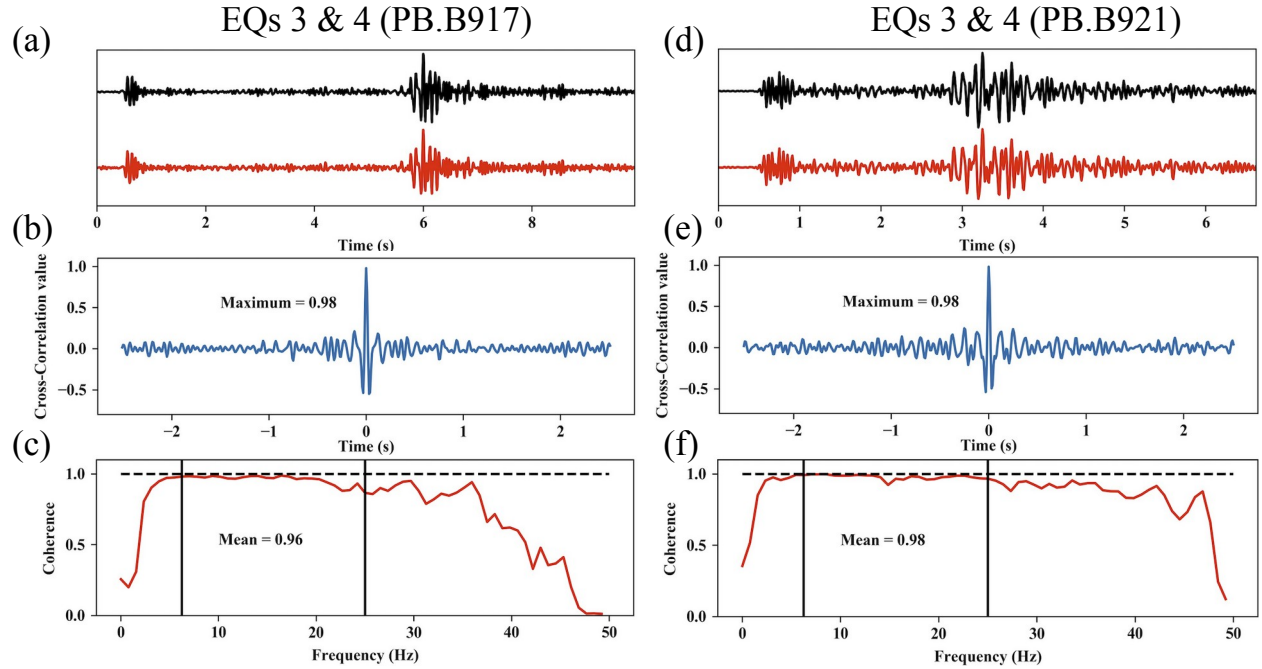 EQs 3 & 4 (PB.B917)
(a)
0 2 4 6 8
Time (s)
(b)
Cross-Correlation value
1.0
0.5
0.0
−0.5
Maximum = 0.98
−2 −1 0 1 2
Time (s)
(c)
Coherence
1.0
0.5
0.0
Mean = 0.96
0 10 20 30 40 50
Frequency (Hz)
EQs 3 & 4 (PB.B921)
(d)
0 1 2 3 4 5 6
Time (s)
(e)
Cross-Correlation value
1.0
0.5
0.0
−0.5
Maximum = 0.98
−2 −1 0 1 2
Time (s)
(f)
Coherence
1.0
0.5
0.0
Mean = 0.98
0 10 20 30 40 50
Frequency (Hz)